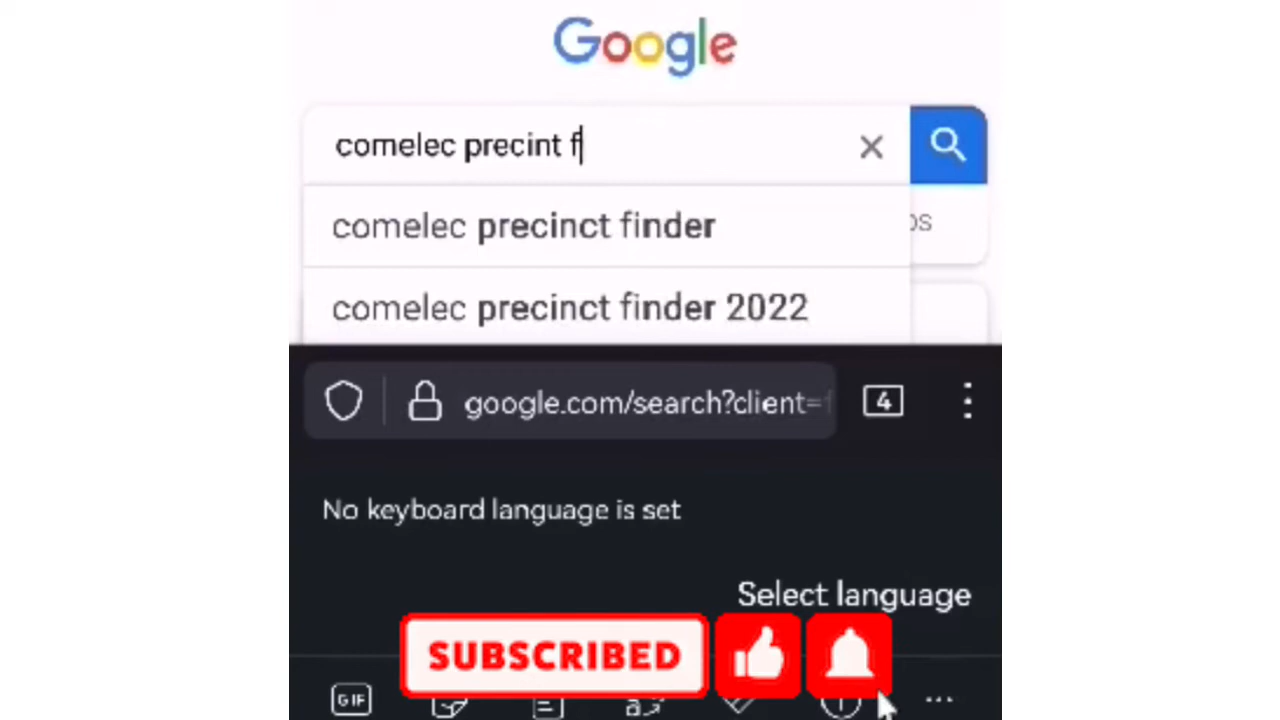 Google
comelec precint f
comelec precinct finder
ps
comelec precinct finder 2022
google.com/search?client=
4
No keyboard language is set
Select language
SUBSCRIBED
GIF